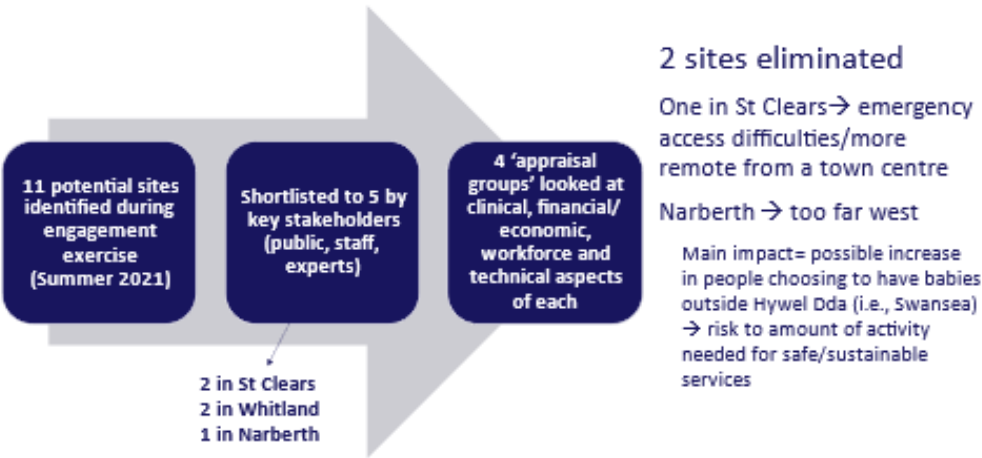 11 potential sites
identified during
engagement
exercise
(Summer 2021)
Shortlisted to 5 by
key stakeholders
(public, staff,
experts)
2 in St Clears
2 in Whitland
1 in Narberth
4 ‘appraisal
groups’ looked at
clinical, financial/
economic,
workforce and
technical aspects
of each
2 sites eliminated
One in St Clears→ emergency
access difficulties/more
remote from a town centre
Narberth → too far west
Main impact= possible increase
in people choosing to have babies
outside Hywel Dda (i.e., Swansea)
→ risk to amount of activity
needed for safe/sustainable
services